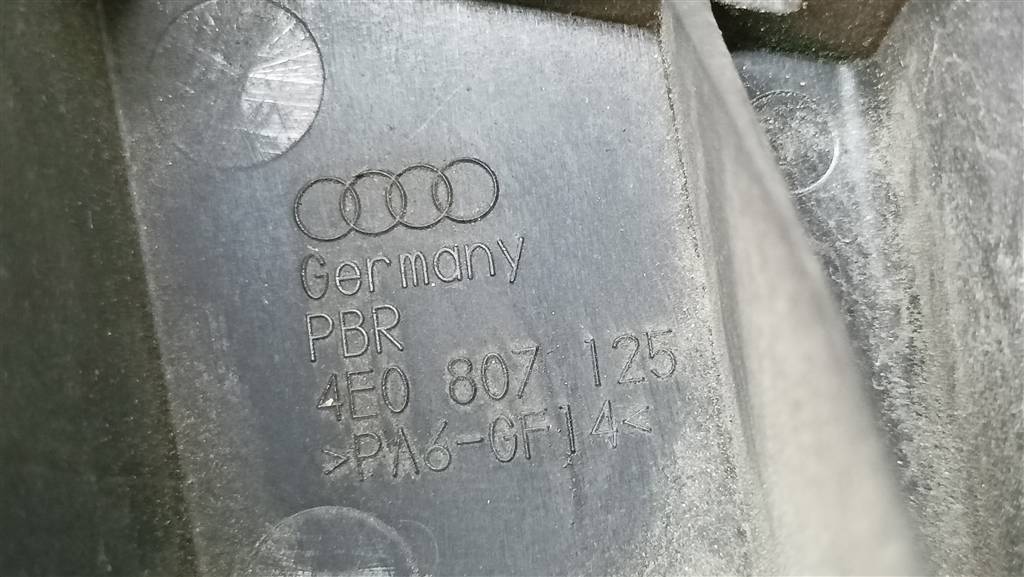 Germany
PBR
4E0 807 125
>PA6-GF14<